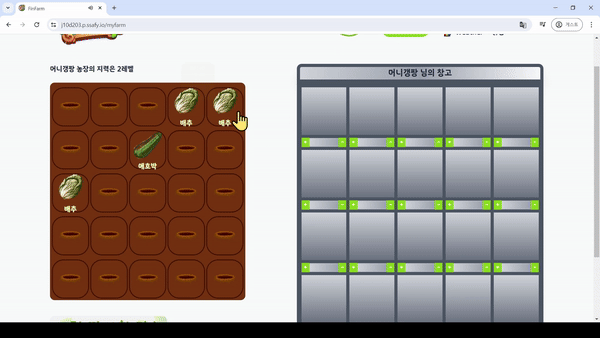 FinFarm
j10d203.p.ssafy.io/myfarm
게스트
어니갱팡 농장의 지력은 2레벨
어니갱팡 님의 창고
배추
배추
애호박
배추